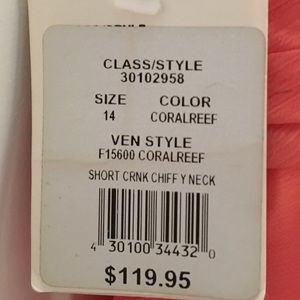 CLASS/STYLE
30102958
SIZE COLOR
14 CORALREEF
VEN STYLE
F15600 CORALREEF
SHORT CRNK CHIFF Y NECK
4 30100 34432 0
$119.95